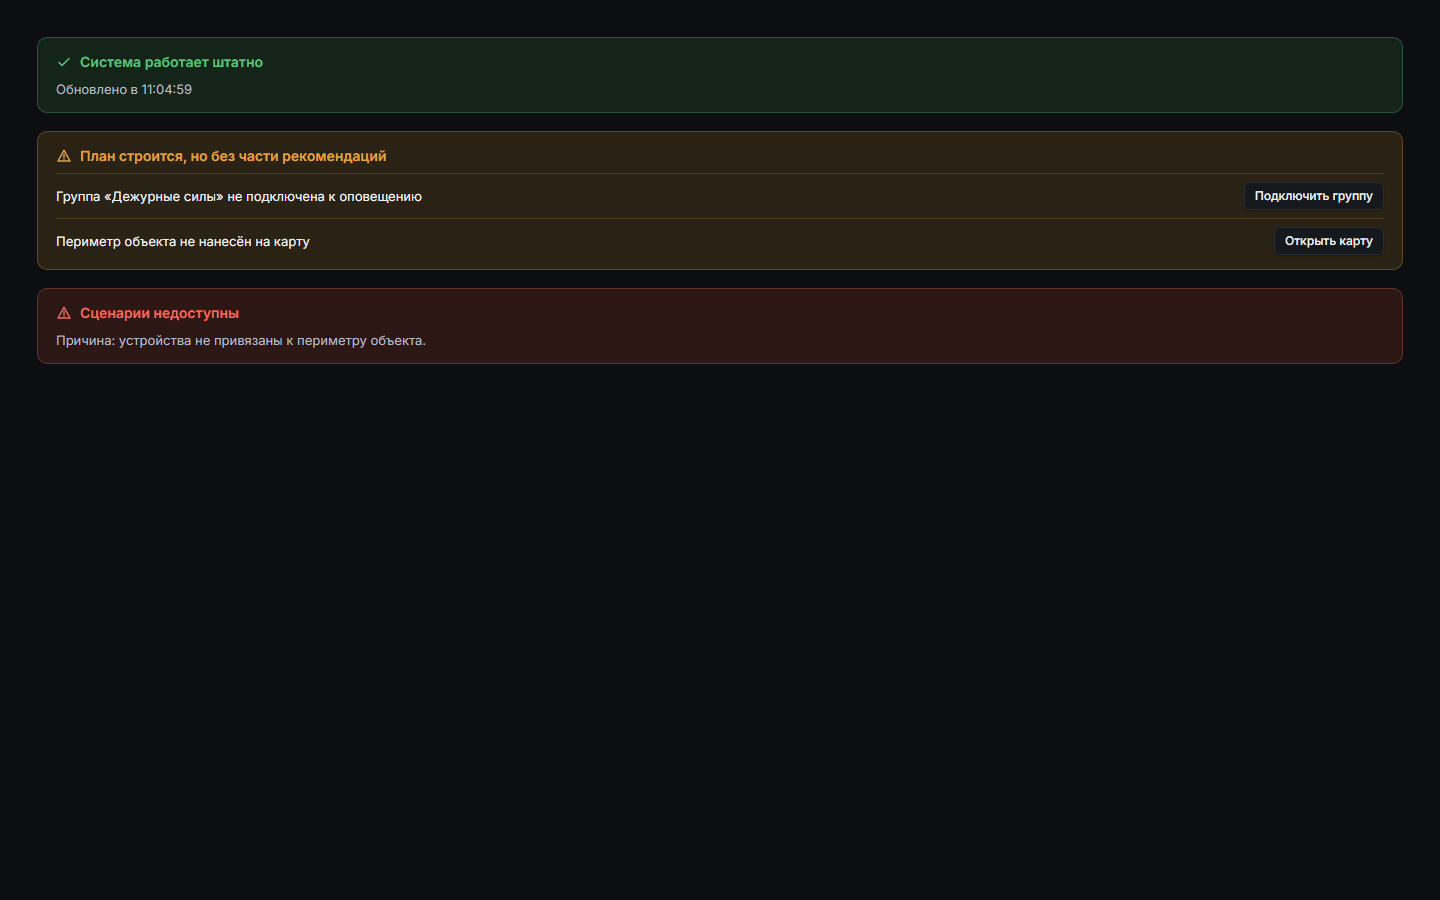 Система работает штатно
Обновлено в 11:04:59
План строится, но без части рекомендаций
Группа «Дежурные силы» не подключена к оповещению
Подключить группу
Периметр объекта не нанесён на карту
Открыть карту
Сценарии недоступны
Причина: устройства не привязаны к периметру объекта.